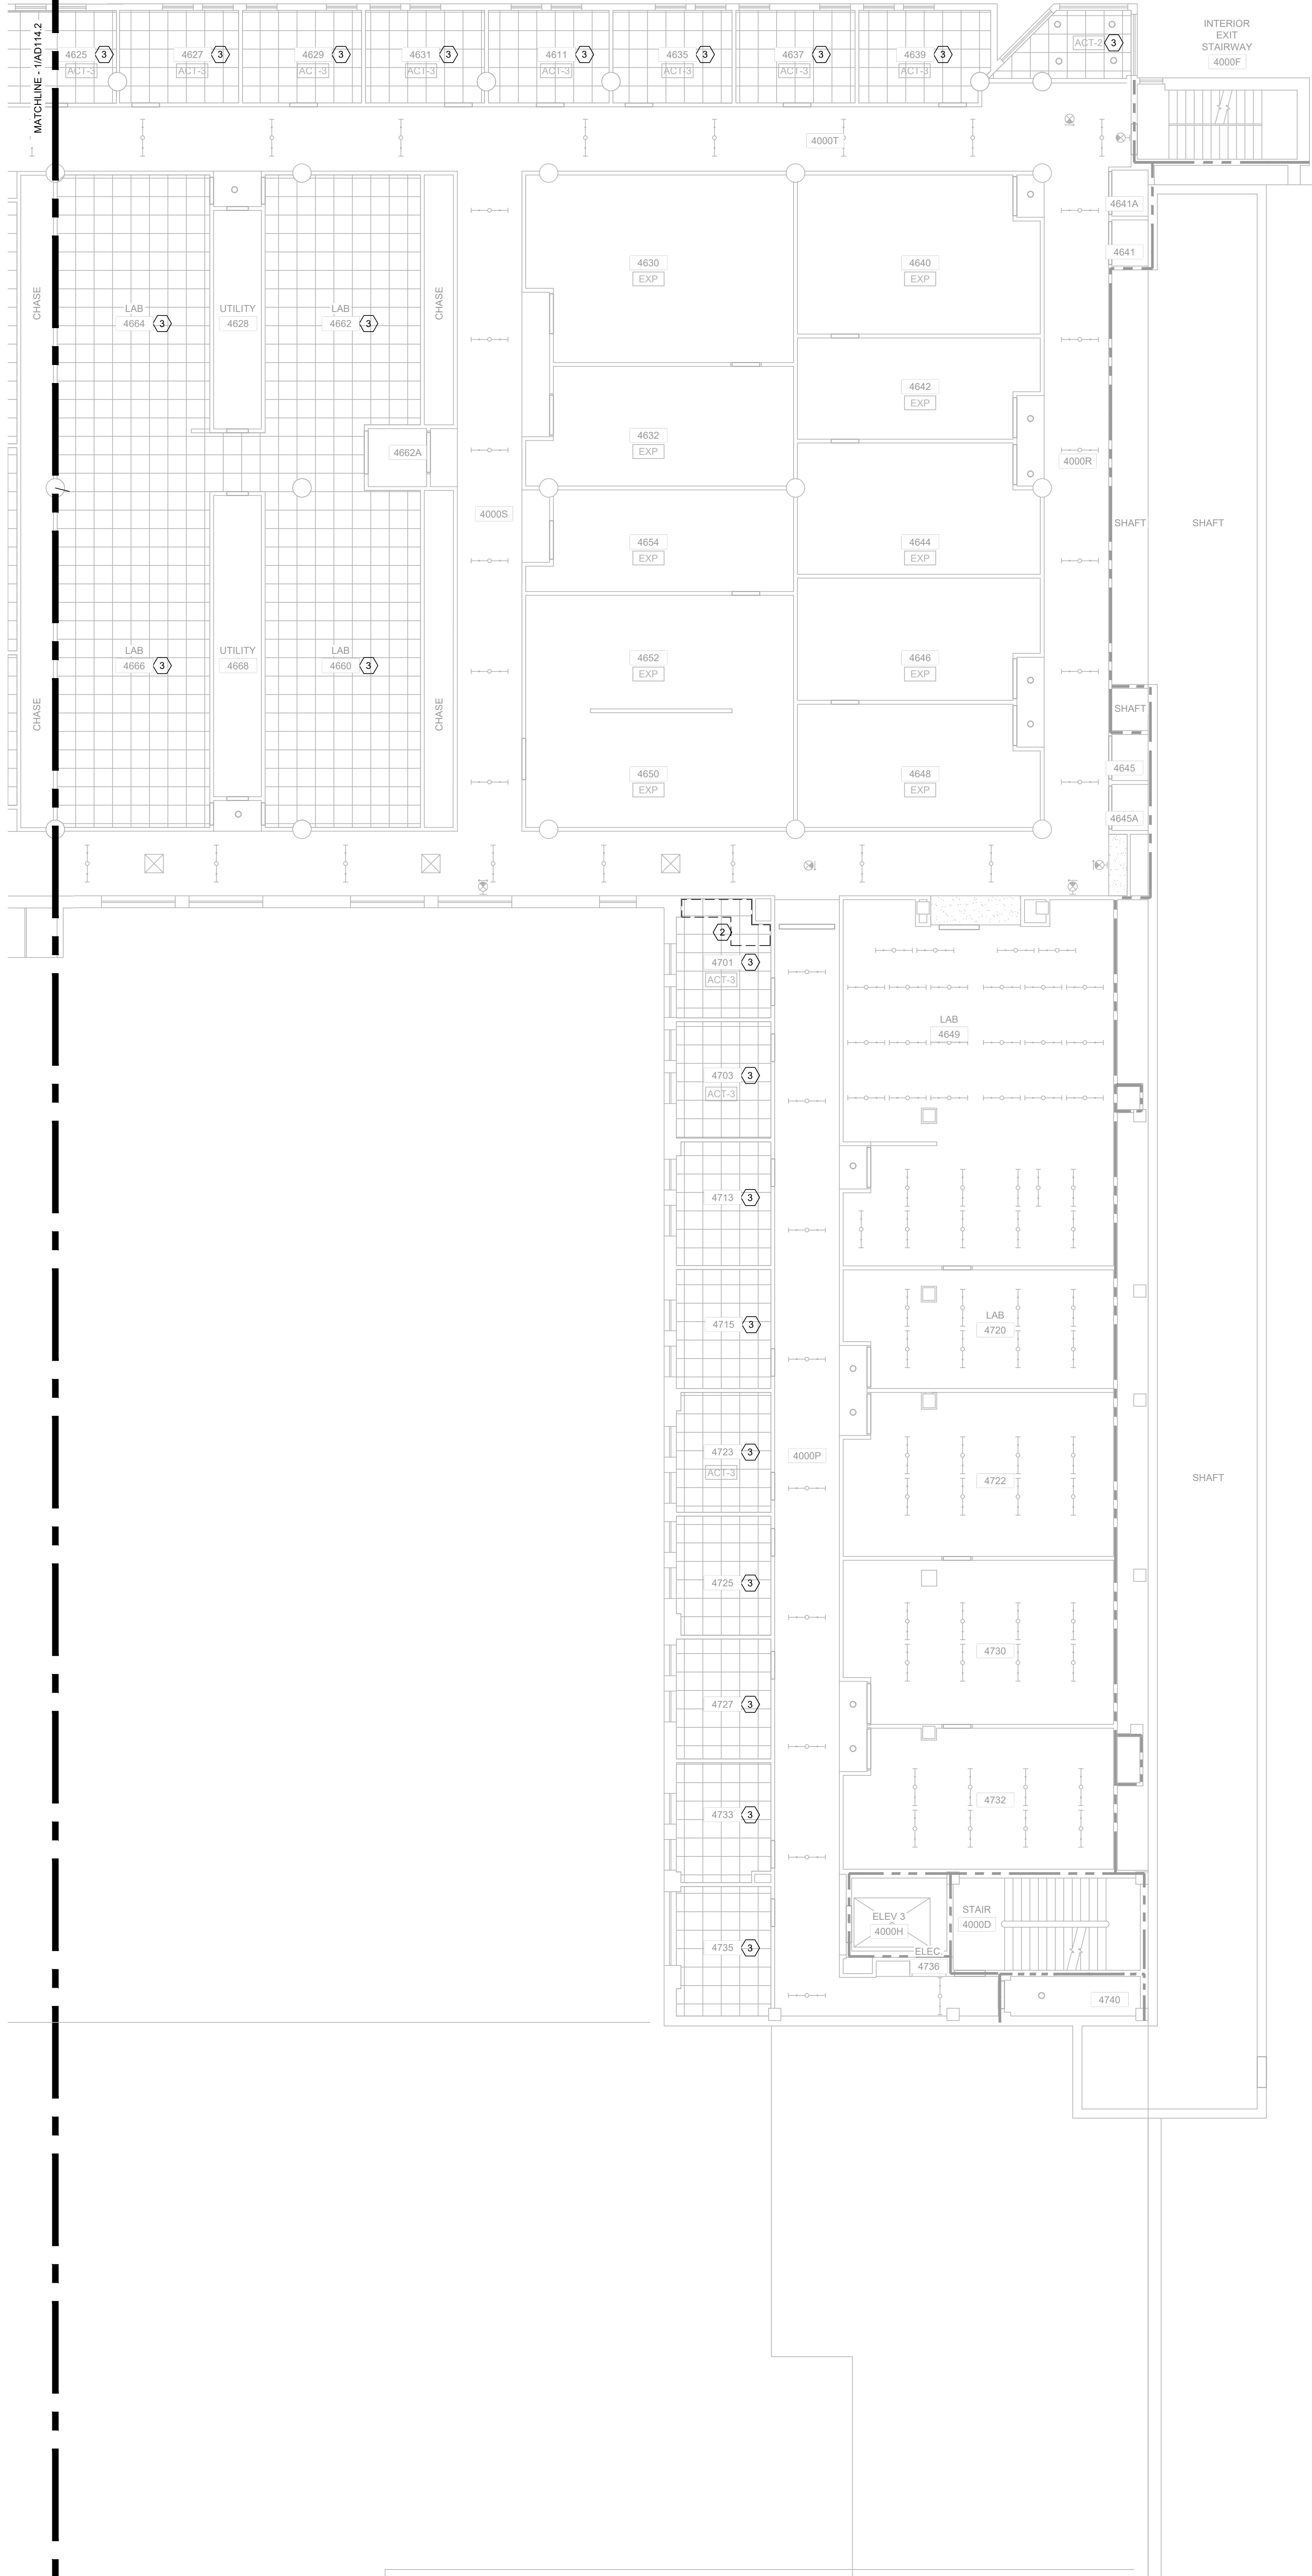 MATCHLINE - 1/AD114.2
4625 3
ACT-3
4627 3
ACT-3
4629 3
ACT-3
4631 3
ACT-3
4611 3
ACT-3
4635 3
ACT-3
4637 3
ACT-3
4639 3
ACT-3
ACT-2 3
INTERIOR
EXIT
STAIRWAY
4000F
4000T
4641A
4641
CHASE
LAB
4664 3
UTILITY
4628
LAB
4662 3
CHASE
4630
EXP
4640
EXP
4642
EXP
4632
EXP
4662A
4000R
4000S
4654
EXP
4644
EXP
SHAFT
SHAFT
LAB
4666 3
UTILITY
4668
LAB
4660 3
CHASE
CHASE
4652
EXP
4646
EXP
SHAFT
4650
EXP
4648
EXP
4645
4645A
2
4701 3
ACT-3
LAB
4649
4703 3
ACT-3
4713 3
4715 3
LAB
4720
4723 3
ACT-3
4000P
4722
SHAFT
4725 3
4730
4727 3
4733 3
4732
ELEV 3
4000H
STAIR
4000D
4735 3
ELEC.
4736
4740